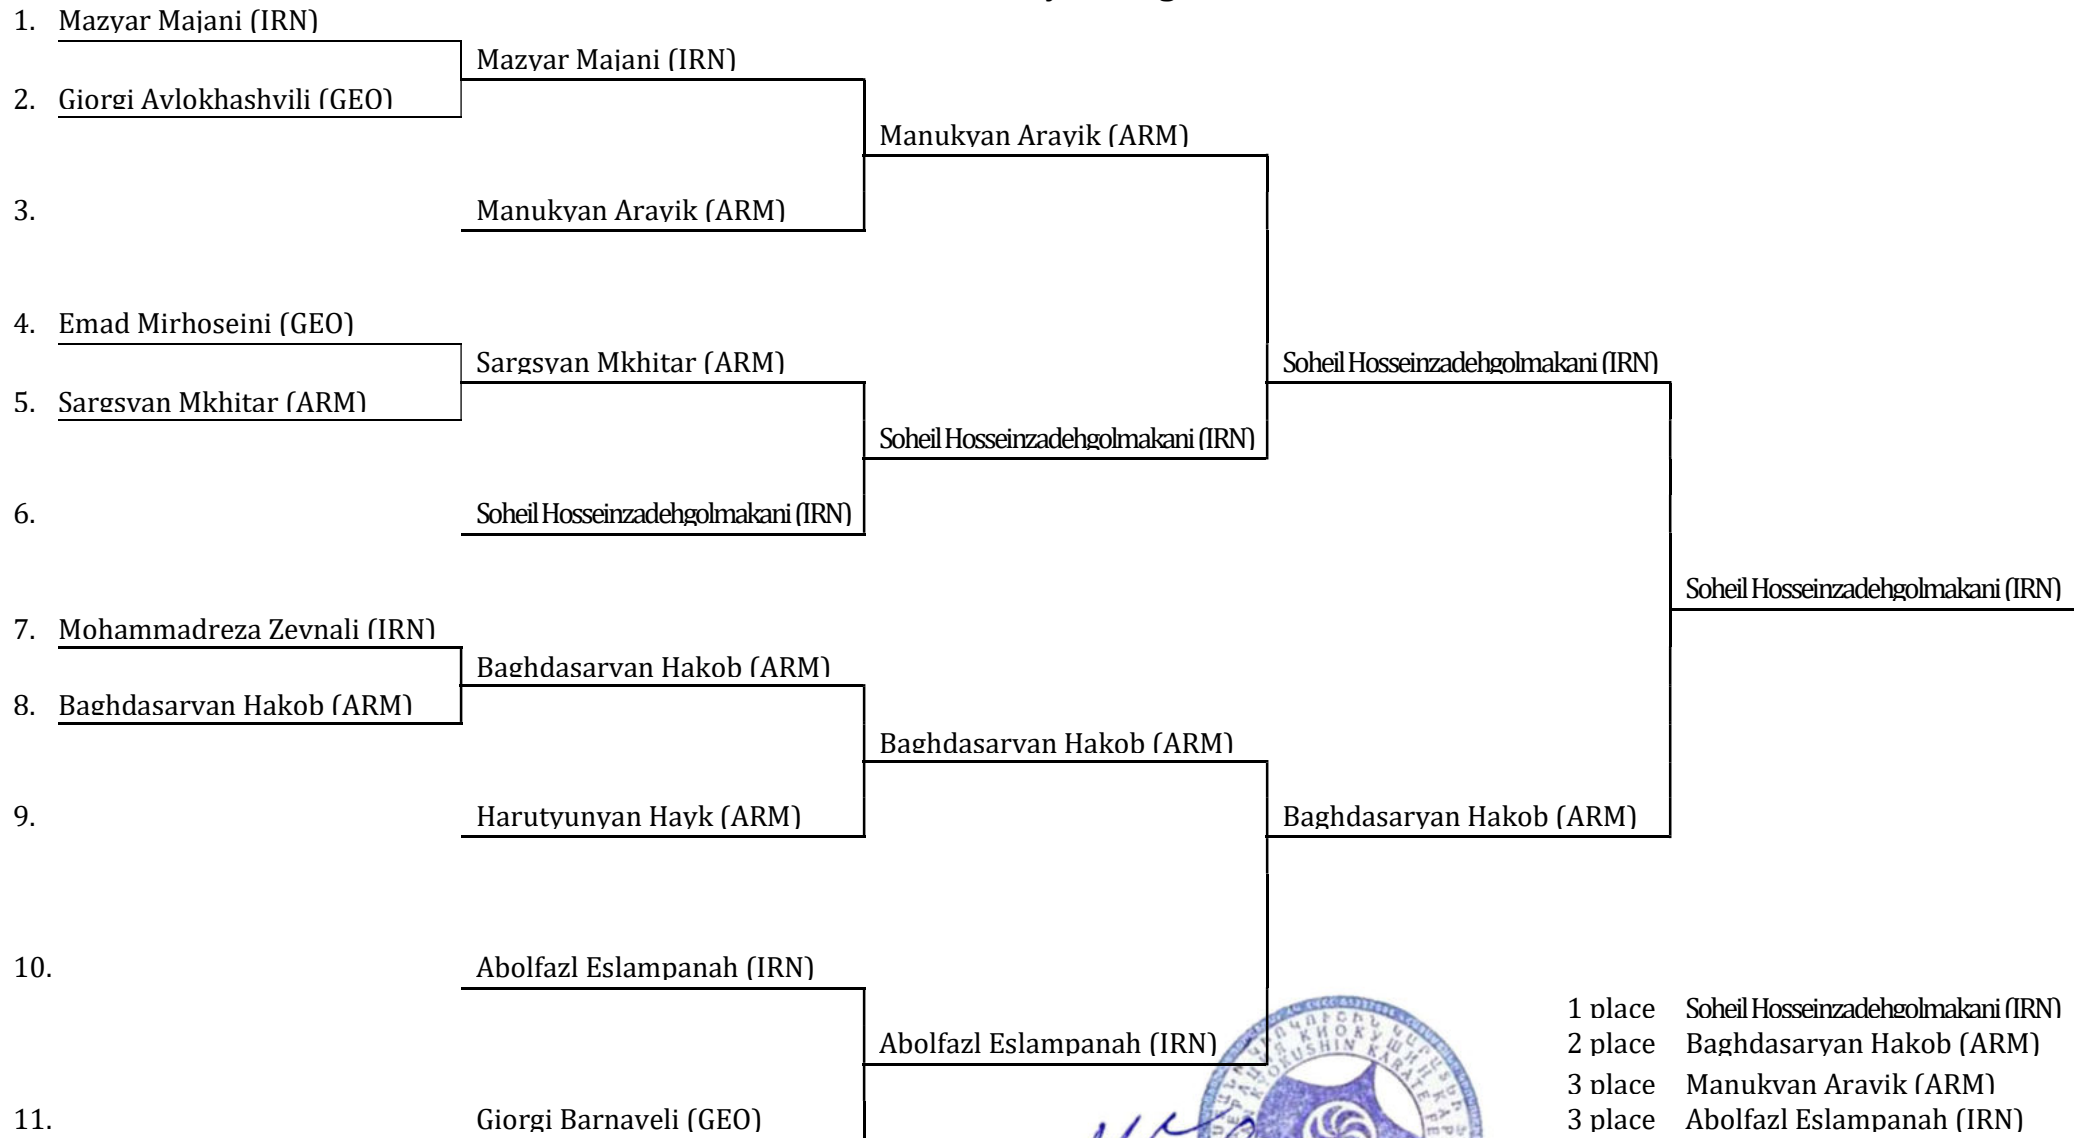 1. Mazyar Majani (IRN)
Mazyar Majani (IRN)
2. Giorgi Avlokhashvili (GEO)
Manukyan Arayik (ARM)
3. Manukyan Arayik (ARM)
4. Emad Mirhoseini (GEO)
Sargsyan Mkhitar (ARM)
Soheil Hosseinzadehgolmakani (IRN)
5. Sargsyan Mkhitar (ARM)
Soheil Hosseinzadehgolmakani (IRN)
6. Soheil Hosseinzadehgolmakani (IRN)
Soheil Hosseinzadehgolmakani (IRN)
7. Mohammadreza Zeynali (IRN)
Baghdasaryan Hakob (ARM)
8. Baghdasaryan Hakob (ARM)
Baghdasaryan Hakob (ARM)
9. Harutyunyan Hayk (ARM)
Baghdasaryan Hakob (ARM)
10. Abolfazl Eslampanah (IRN)
1 place Soheil Hosseinzadehgolmakani (IRN)
Abolfazl Eslampanah (IRN)
2 place Baghdasaryan Hakob (ARM)
3 place Manukyan Arayik (ARM)
11. Giorgi Barnaveli (GEO)
3 place Abolfazl Eslampanah (IRN)
KYOKUSHIN KARATE